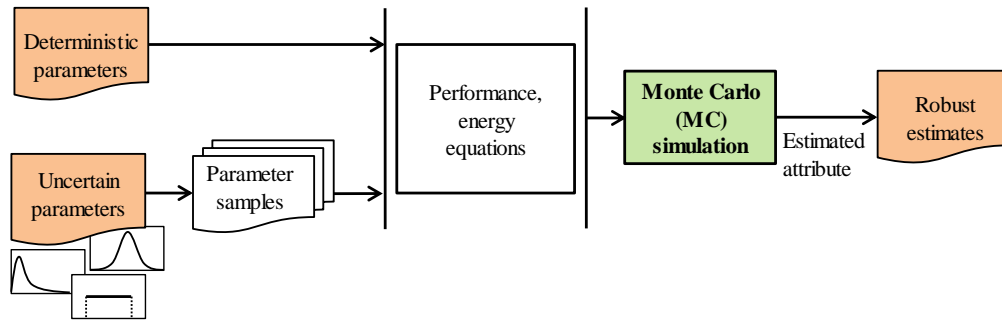 Deterministic
parameters
Uncertain
parameters
Parameter
samples
Performance,
energy
equations
Monte Carlo
(MC)
simulation
Estimated
attribute
Robust
estimates